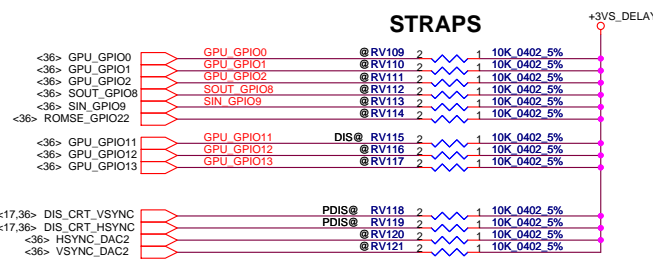 STRAPS
+3VS_DELAY
<36> GPU_GPIO0 GPU_GPIO0 @ RV109 2 1 10K_0402_5%
<36> GPU_GPIO1 GPU_GPIO1 @ RV110 2 1 10K_0402_5%
<36> GPU_GPIO2 GPU_GPIO2 @ RV111 2 1 10K_0402_5%
<36> SOUT_GPIO8 SOUT_GPIO8 @ RV112 2 1 10K_0402_5%
<36> SIN_GPIO9 SIN_GPIO9 @ RV113 2 1 10K_0402_5%
<36> ROMSE_GPIO22 @ RV114 2 1 10K_0402_5%
<36> GPU_GPIO11 GPU_GPIO11 DIS@ RV115 2 1 10K_0402_5%
<36> GPU_GPIO12 GPU_GPIO12 @ RV116 2 1 10K_0402_5%
<36> GPU_GPIO13 GPU_GPIO13 @ RV117 2 1 10K_0402_5%
<17,36> DIS_CRT_VSYNC PDIS@ RV118 2 1 10K_0402_5%
<17,36> DIS_CRT_HSYNC PDIS@ RV119 2 1 10K_0402_5%
<36> HSYNC_DAC2 @ RV120 2 1 10K_0402_5%
<36> VSYNC_DAC2 @ RV121 2 1 10K_0402_5%